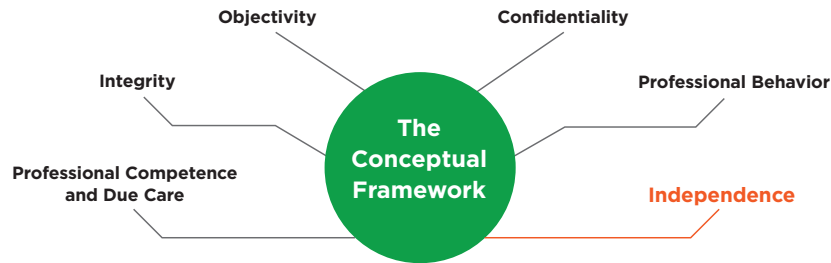 Objectivity
Confidentiality
Integrity
Professional Behavior
The
Conceptual
Framework
Professional Competence
and Due Care
Independence